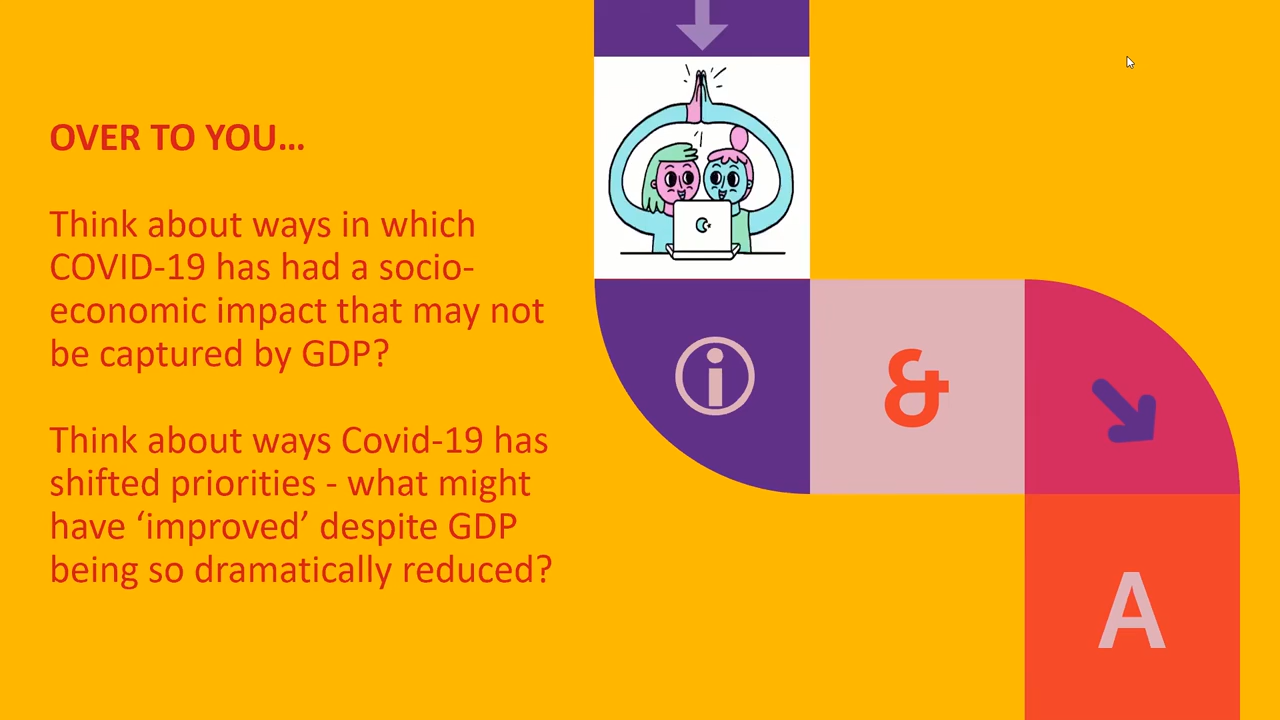 OVER TO YOU...
Think about ways in which
COVID-19 has had a socio-
economic impact that may not
be captured by GDP?
Think about ways Covid-19 has
shifted priorities - what might
have ‘improved’ despite GDP
being so dramatically reduced?
i
&
A